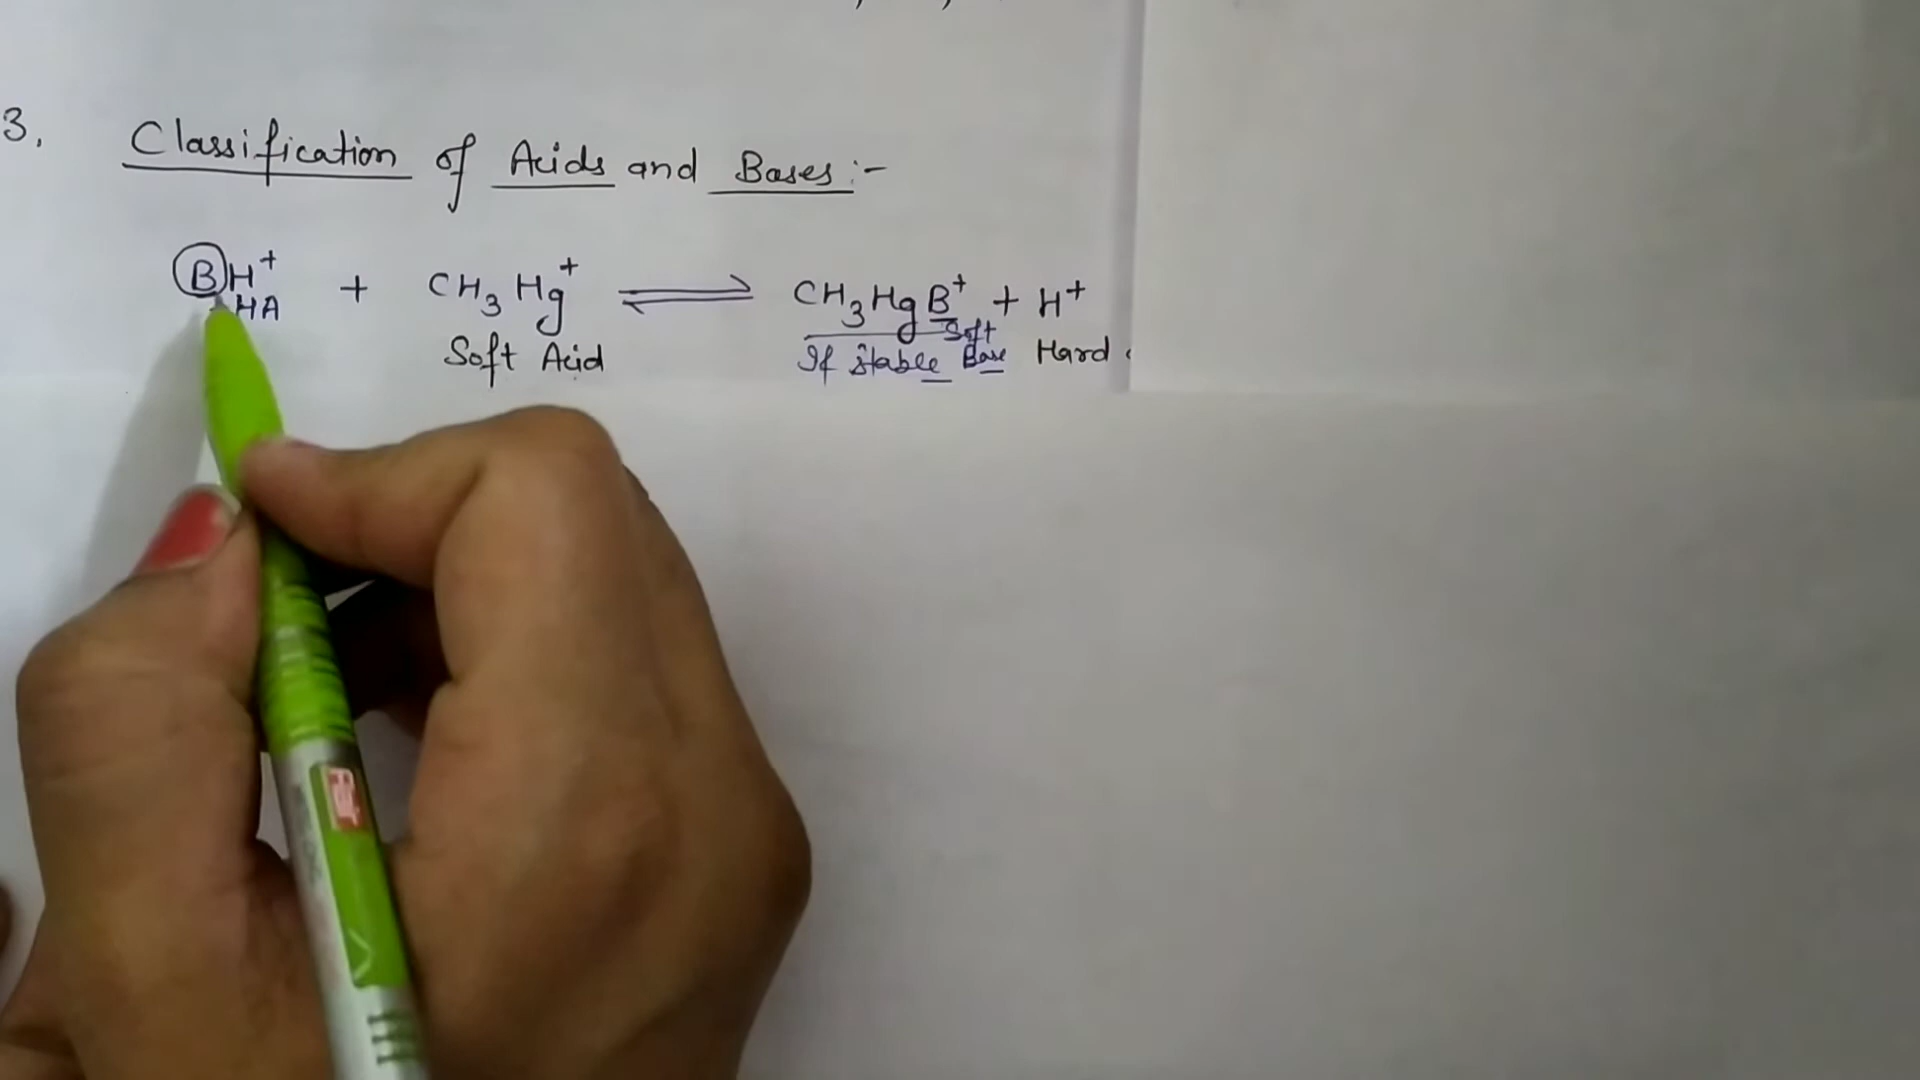 3. Classification of Acids and Bases :-
BH⁺ + CH₃Hg⁺ ⇌ CH₃HgB⁺ + H⁺
HA Soft Acid If stable Soft Base Hard